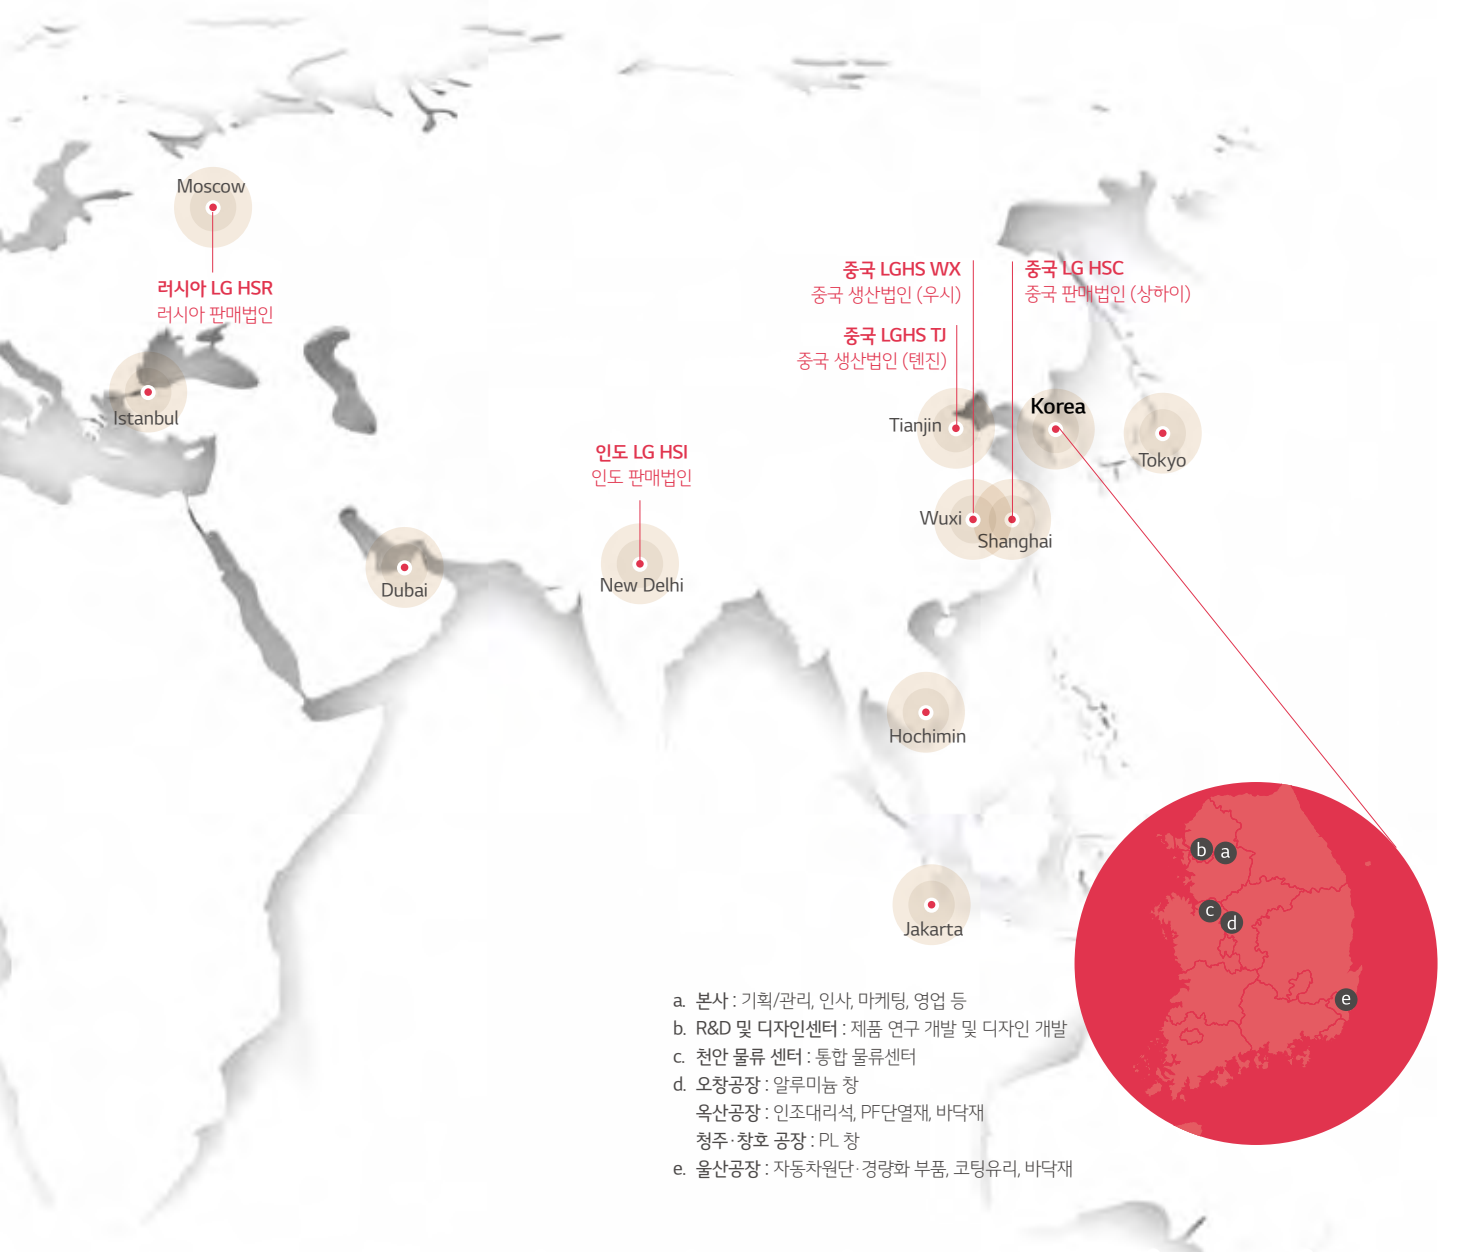 Moscow
러시아 LG HSR
러시아 판매법인
중국 LGHS WX
중국 생산법인 (우시)
중국 LG HSC
중국 판매법인 (상하이)
중국 LGHS TJ
중국 생산법인 (톈진)
Istanbul
Tianjin
Korea
Tokyo
인도 LG HSI
인도 판매법인
Wuxi
Shanghai
Dubai
New Delhi
Hochimin
Jakarta
b
a
c
d
e
a. 본사 : 기획/관리, 인사, 마케팅, 영업 등
b. R&D 및 디자인센터 : 제품 연구 개발 및 디자인 개발
c. 천안 물류 센터 : 통합 물류센터
d. 오창공장 : 알루미늄 창
옥산공장 : 인조대리석, PF단열재, 바닥재
청주·창호 공장 : PL 창
e. 울산공장 : 자동차원단·경량화 부품, 코팅유리, 바닥재